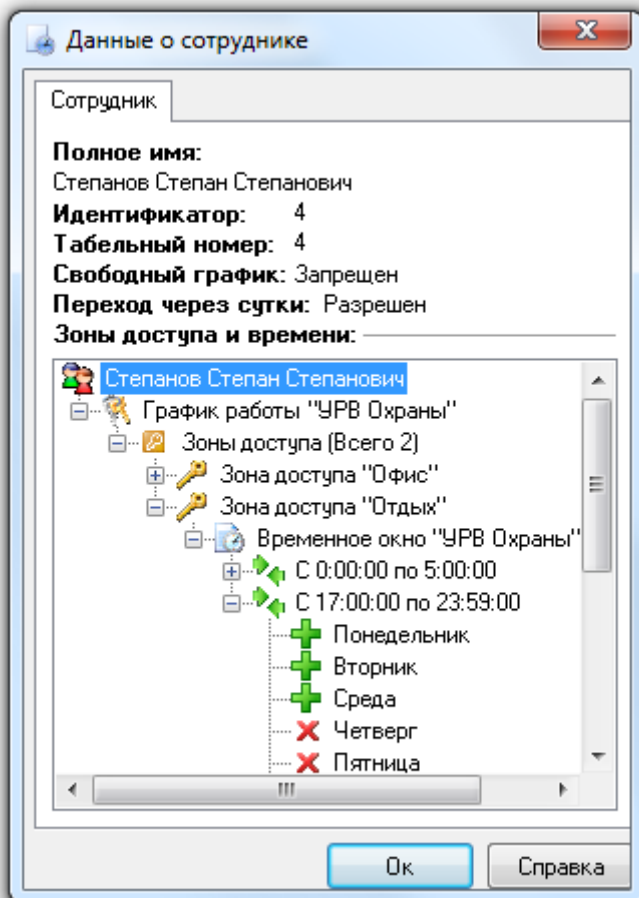 Данные о сотруднике
Сотрудник
Полное имя:
Степанов Степан Степанович
Идентификатор: 4
Табельный номер: 4
Свободный график: Запрещен
Переход через сутки: Разрешен
Зоны доступа и времени:
Степанов Степан Степанович
График работы "УРВ Охраны"
Зоны доступа (Всего 2)
Зона доступа "Офис"
Зона доступа "Отдых"
Временное окно "УРВ Охраны"
С 0:00:00 по 5:00:00
С 17:00:00 по 23:59:00
Понедельник
Вторник
Среда
Четверг
Пятница
Ок
Справка